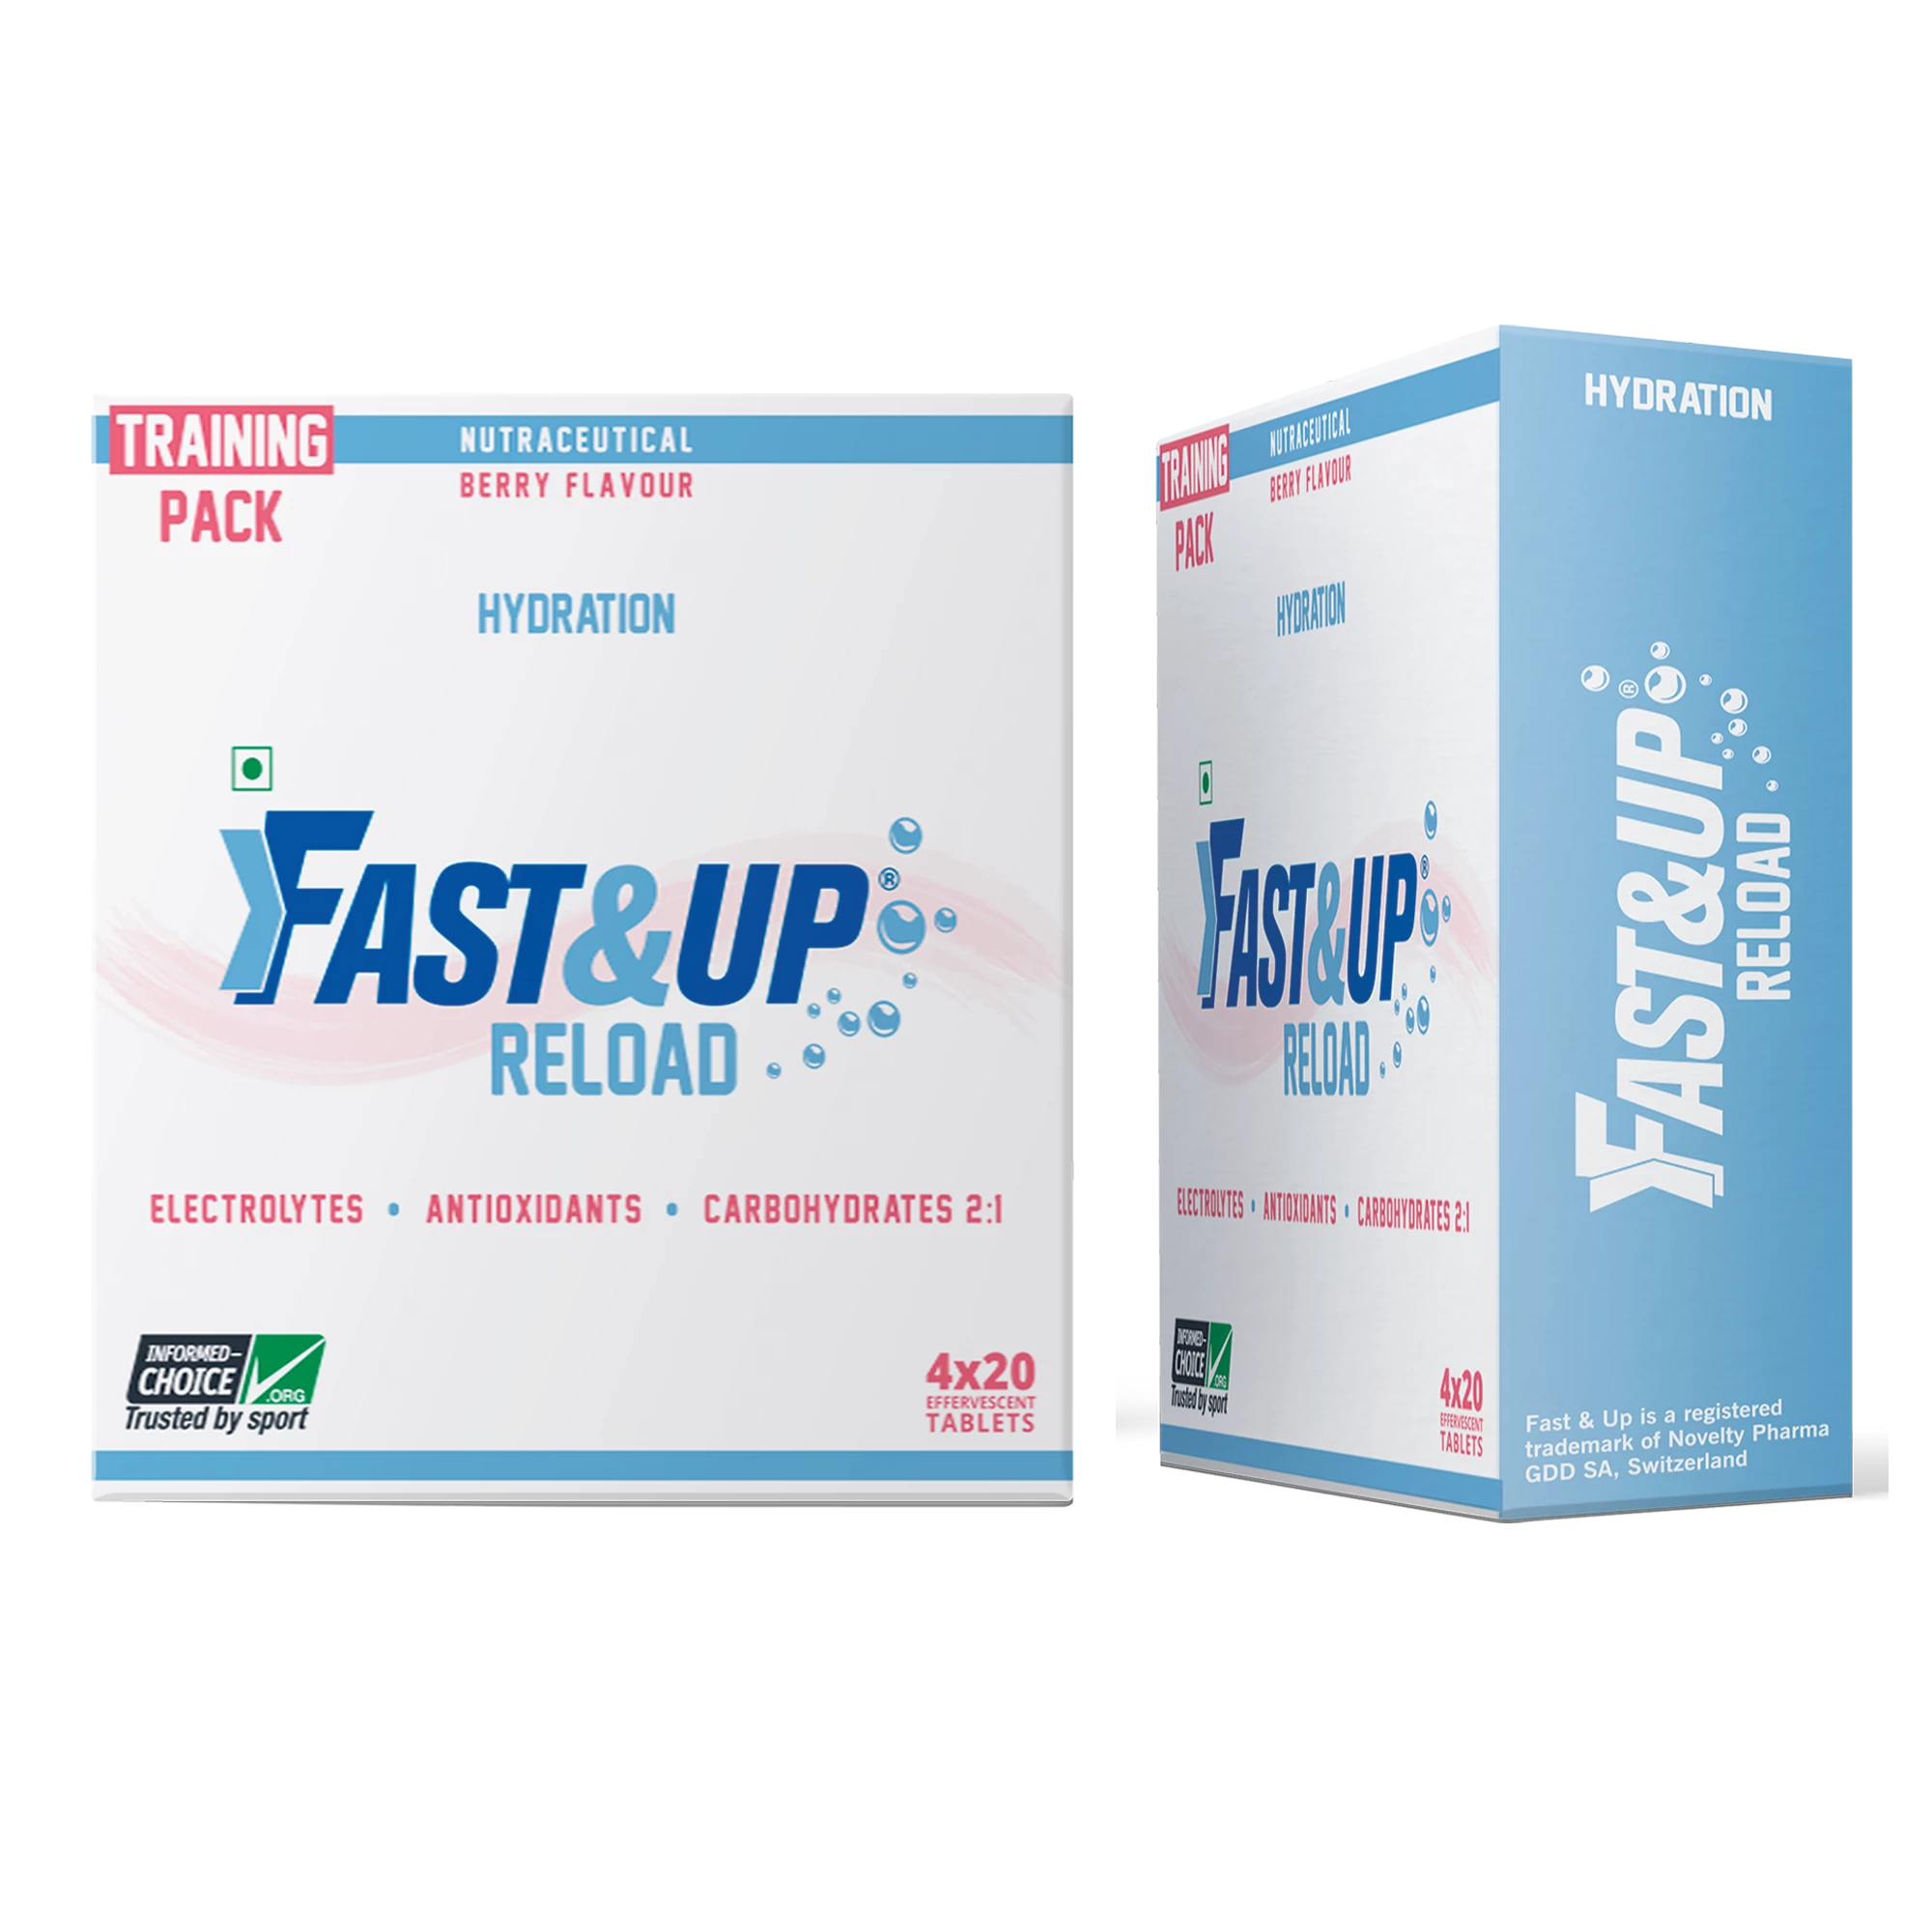 TRAINING
PACK
NUTRACEUTICAL
BERRY FLAVOUR
HYDRATION
FAST&UP®
RELOAD
ELECTROLYTES • ANTIOXIDANTS • CARBOHYDRATES 2:1
INFORMED-
CHOICE
.ORG
Trusted by sport
4x20
EFFERVESCENT
TABLETS
TRAINING
PACK
NUTRACEUTICAL
BERRY FLAVOUR
HYDRATION
FAST&UP®
RELOAD
ELECTROLYTES • ANTIOXIDANTS • CARBOHYDRATES 2:1
INFORMED-
CHOICE
.ORG
Trusted by sport
4x20
EFFERVESCENT
TABLETS
HYDRATION
FAST&UP®
RELOAD
Fast & Up is a registered
trademark of Novelty Pharma
GDD SA, Switzerland